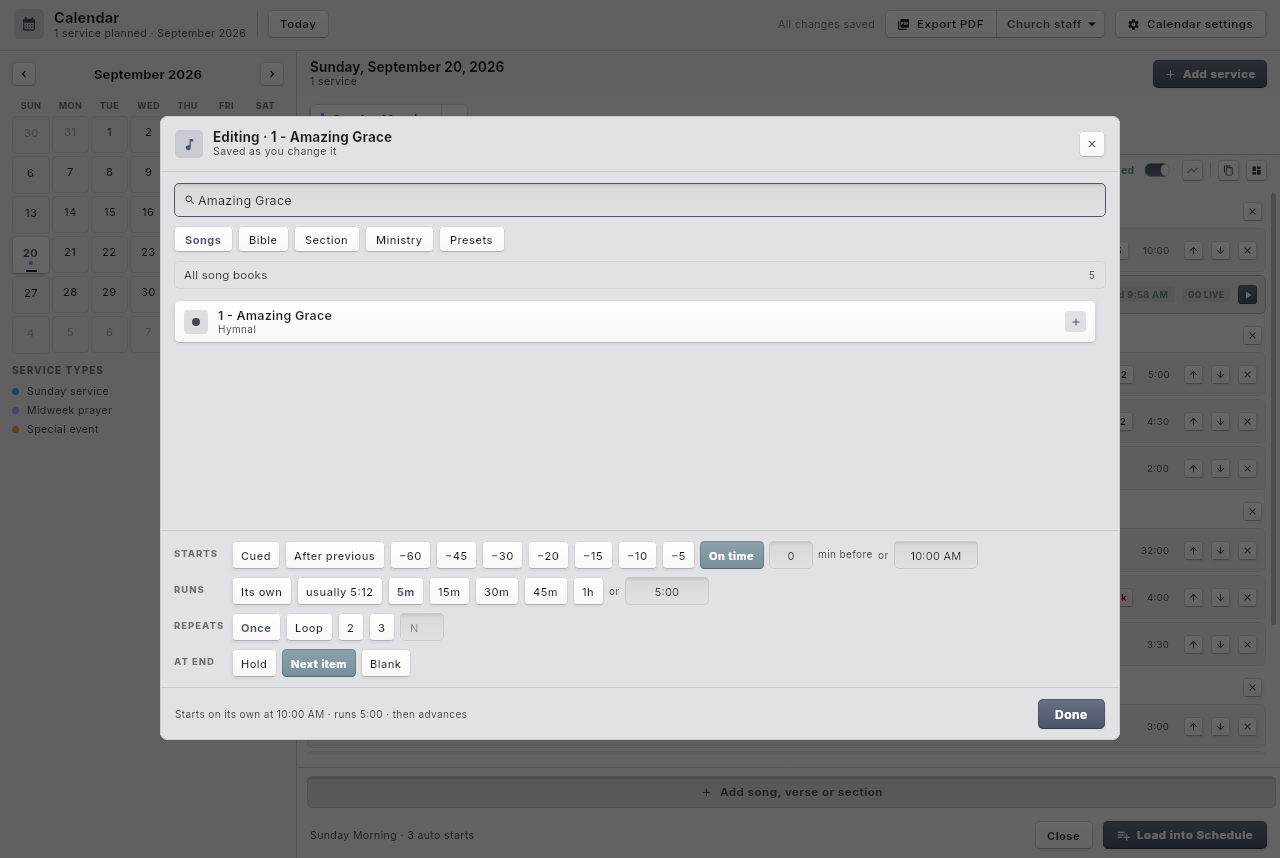 Calendar
1 service planned · September 2026
Today
All changes saved
Export PDF
Church staff
Calendar settings
September 2026
SUN MON TUE WED THU FRI SAT
30 31 1 2
6 7 8 9
13 14 15 16
20 21 22 23
27 28 29 30
4 5 6 7
SERVICE TYPES
Sunday service
Midweek prayer
Special event
Sunday, September 20, 2026
1 service
Add service
Editing · 1 - Amazing Grace
Saved as you change it
Amazing Grace
Songs Bible Section Ministry Presets
All song books 5
1 - Amazing Grace
Hymnal
STARTS Cued After previous −60 −45 −30 −20 −15 −10 −5 On time 0 min before or 10:00 AM
RUNS Its own usually 5:12 5m 15m 30m 45m 1h or 5:00
REPEATS Once Loop 2 3 N
AT END Hold Next item Blank
Starts on its own at 10:00 AM · runs 5:00 · then advances
Done
10:00
9:58 AM GO LIVE
2 5:00
2 4:30
2:00
32:00
4:00
3:30
3:00
Add song, verse or section
Sunday Morning · 3 auto starts
Close
Load into Schedule